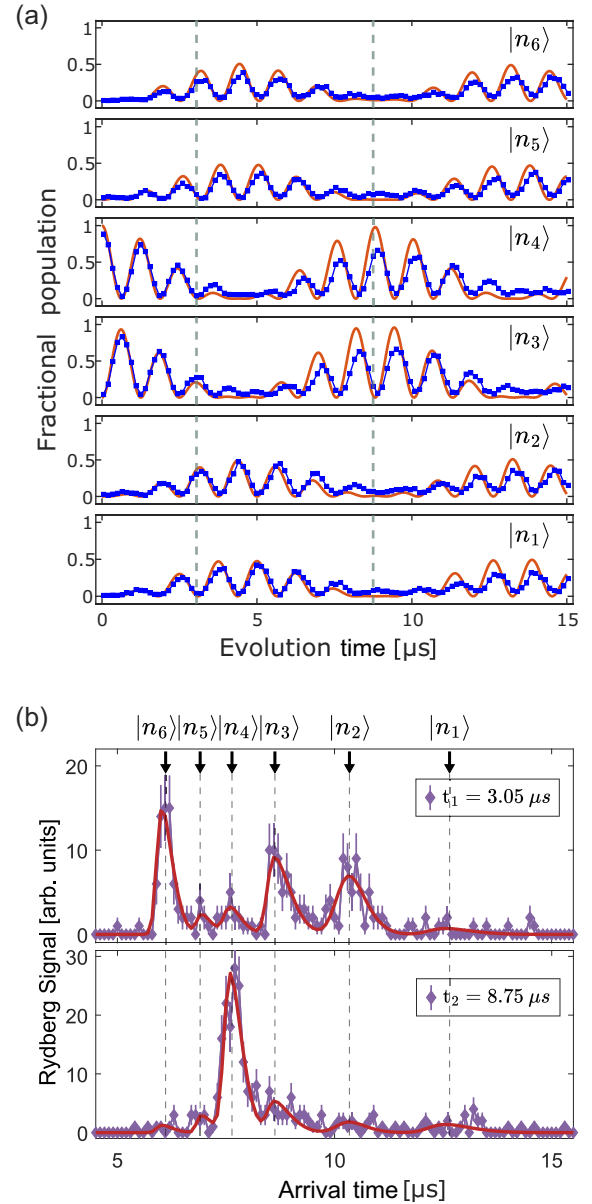 (a)
1
0.5
0
|n₆⟩
1
0.5
0
|n₅⟩
1
0.5
0
|n₄⟩
1
0.5
0
|n₃⟩
1
0.5
0
|n₂⟩
1
0.5
0
|n₁⟩
Fractional population
0 5 10 15
Evolution time [μs]
(b)
|n₆⟩ |n₅⟩ |n₄⟩ |n₃⟩ |n₂⟩ |n₁⟩
20
10
0
t₁ = 3.05 μs
30
20
10
0
t₂ = 8.75 μs
Rydberg Signal [arb. units]
5 10 15
Arrival time [μs]